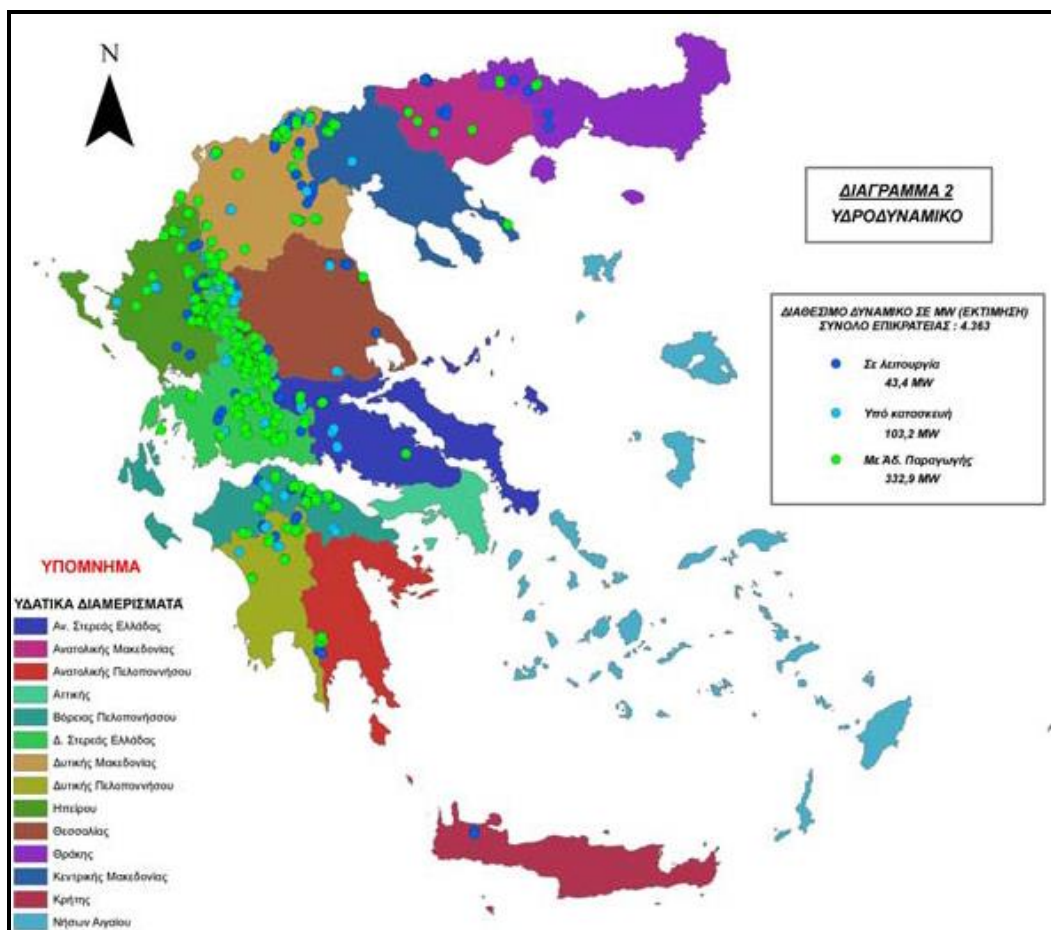 N
ΔΙΑΓΡΑΜΜΑ 2
ΥΔΡΟΔΥΝΑΜΙΚΟ
ΔΙΑΘΕΣΙΜΟ ΔΥΝΑΜΙΚΟ ΣΕ MW (ΕΚΤΙΜΗΣΗ)
ΣΥΝΟΛΟ ΕΠΙΚΡΑΤΕΙΑΣ : 4.363
Σε λειτουργία
43,4 MW
Υπό κατασκευή
103,2 MW
Με Άδ. Παραγωγής
332,9 MW
ΥΠΟΜΝΗΜΑ
ΥΔΑΤΙΚΑ ΔΙΑΜΕΡΙΣΜΑΤΑ
Αν. Στερεάς Ελλάδας
Ανατολικής Μακεδονίας
Ανατολικής Πελοποννήσου
Αττικής
Βόρειας Πελοποννήσου
Δ. Στερεάς Ελλάδας
Δυτικής Μακεδονίας
Δυτικής Πελοποννήσου
Ηπείρου
Θεσσαλίας
Θράκης
Κεντρικής Μακεδονίας
Κρήτης
Νήσων Αιγαίου